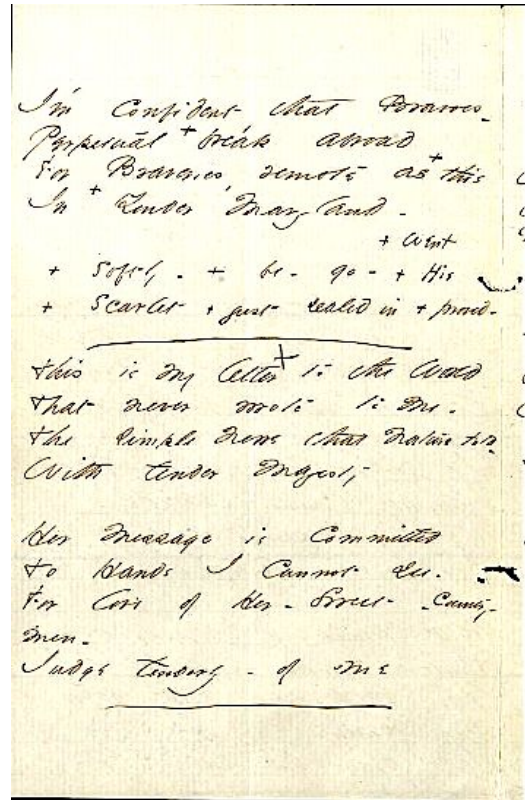 I'm Confident that Bravoes -
Perpetual + break abroad
For Braveries, remote as + this
In + Yonder Maryland -
+ Went
+ Softly - + be - go - + His
+ Scarlet + just sealed in + proud -
This is my letter + to the World
That never wrote to Me -
The simple News that Nature told -
With tender Majesty
Her Message is Committed
To Hands I Cannot see -
For love of Her - Sweet - Country-
men -
Judge tenderly - of Me